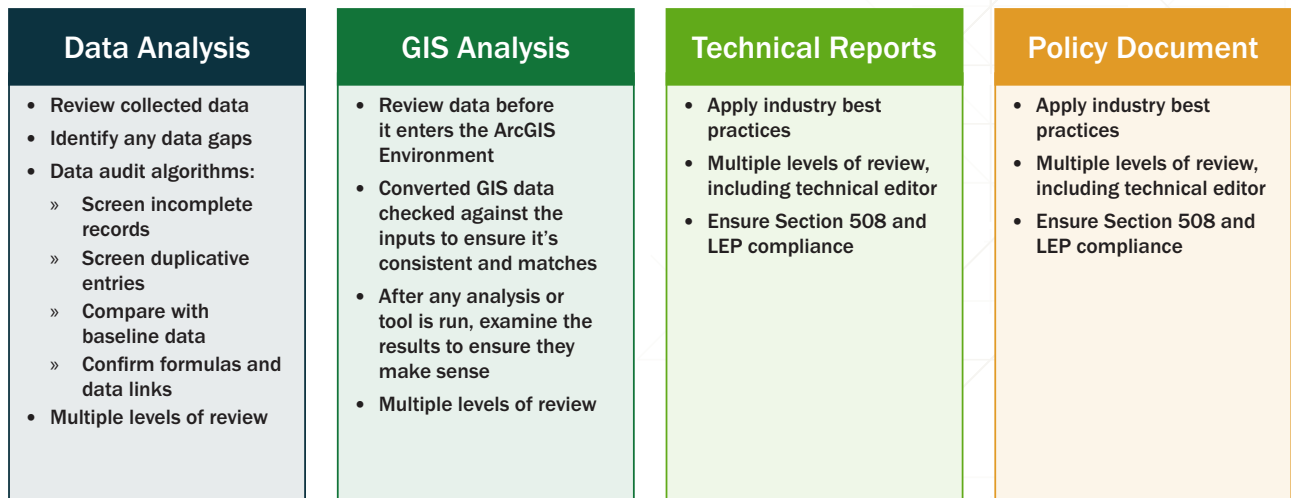 Data Analysis
• Review collected data
• Identify any data gaps
• Data audit algorithms:
» Screen incomplete
records
» Screen duplicative
entries
» Compare with
baseline data
» Confirm formulas and
data links
• Multiple levels of review
GIS Analysis
• Review data before
it enters the ArcGIS
Environment
• Converted GIS data
checked against the
inputs to ensure it's
consistent and matches
• After any analysis or
tool is run, examine the
results to ensure they
make sense
• Multiple levels of review
Technical Reports
• Apply industry best
practices
• Multiple levels of review,
including technical editor
• Ensure Section 508 and
LEP compliance
Policy Document
• Apply industry best
practices
• Multiple levels of review,
including technical editor
• Ensure Section 508 and
LEP compliance